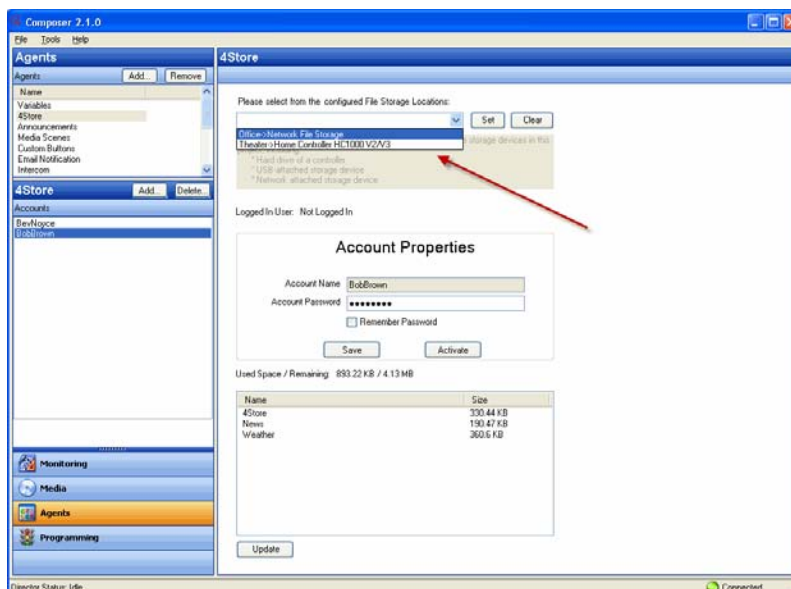 Composer 2.1.0
File Tools Help
Agents
Agents Add... Remove
Name
Variables
4Store
Announcements
Media Scenes
Custom Buttons
Email Notification
Intercom
4Store Add... Delete...
Accounts
BevNoyce
BobBrown
Monitoring
Media
Agents
Programming
4Store
Please select from the configured File Storage Locations:
Set Clear
Office->Network File Storage
Theater->Home Controller HC1000 V2/V3
storage devices in this
* Hard drive of a controller
* USB attached storage device
* Network attached storage device
Logged In User: Not Logged In
Account Properties
Account Name BobBrown
Account Password ●●●●●●●●
Remember Password
Save Activate
Used Space / Remaining: 893.22 KB / 4.13 MB
Name Size
4Store 330.44 KB
News 190.47 KB
Weather 360.6 KB
Update
Director Status: Idle Connected